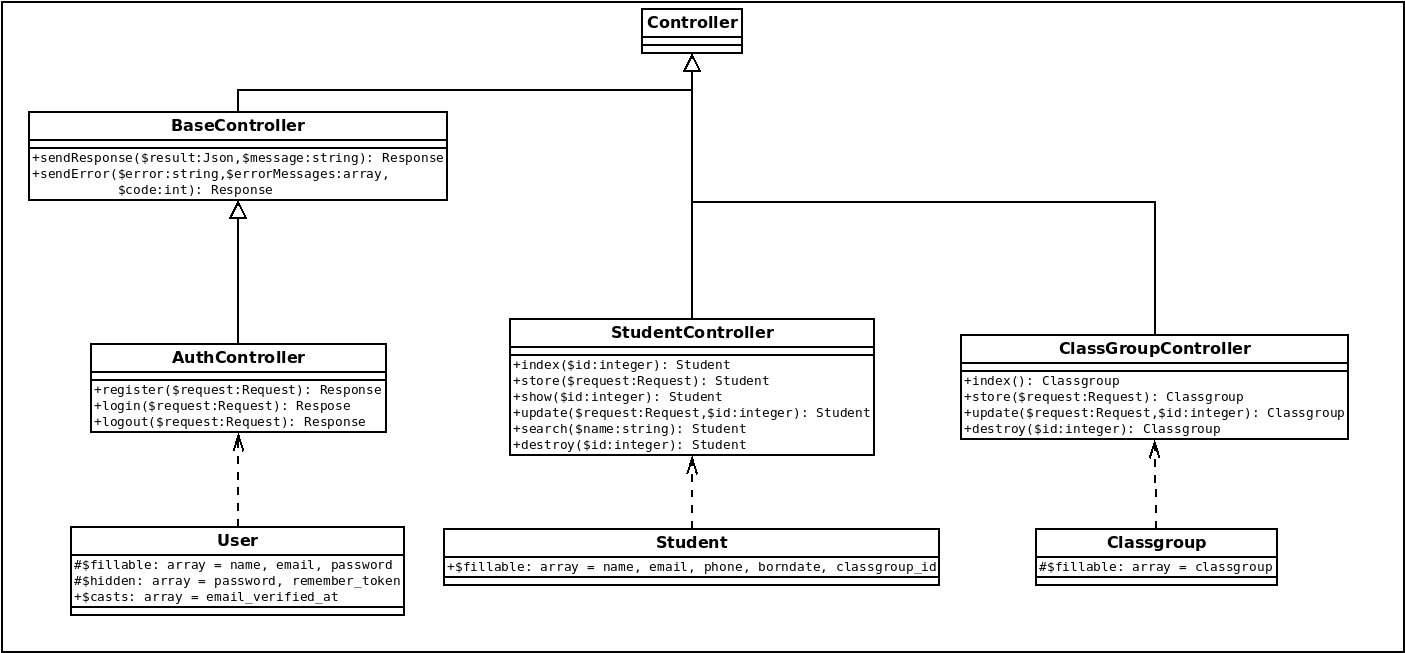 Controller
BaseController
+sendResponse($result:Json,$message:string): Response
+sendError($error:string,$errorMessages:array,
$code:int): Response
AuthController
+register($request:Request): Response
+login($request:Request): Respose
+logout($request:Request): Response
StudentController
+index($id:integer): Student
+store($request:Request): Student
+show($id:integer): Student
+update($request:Request,$id:integer): Student
+search($name:string): Student
+destroy($id:integer): Student
ClassGroupController
+index(): Classgroup
+store($request:Request): Classgroup
+update($request:Request,$id:integer): Classgroup
+destroy($id:integer): Classgroup
User
#$fillable: array = name, email, password
#$hidden: array = password, remember_token
+$casts: array = email_verified_at
Student
+$fillable: array = name, email, phone, borndate, classgroup_id
Classgroup
#$fillable: array = classgroup